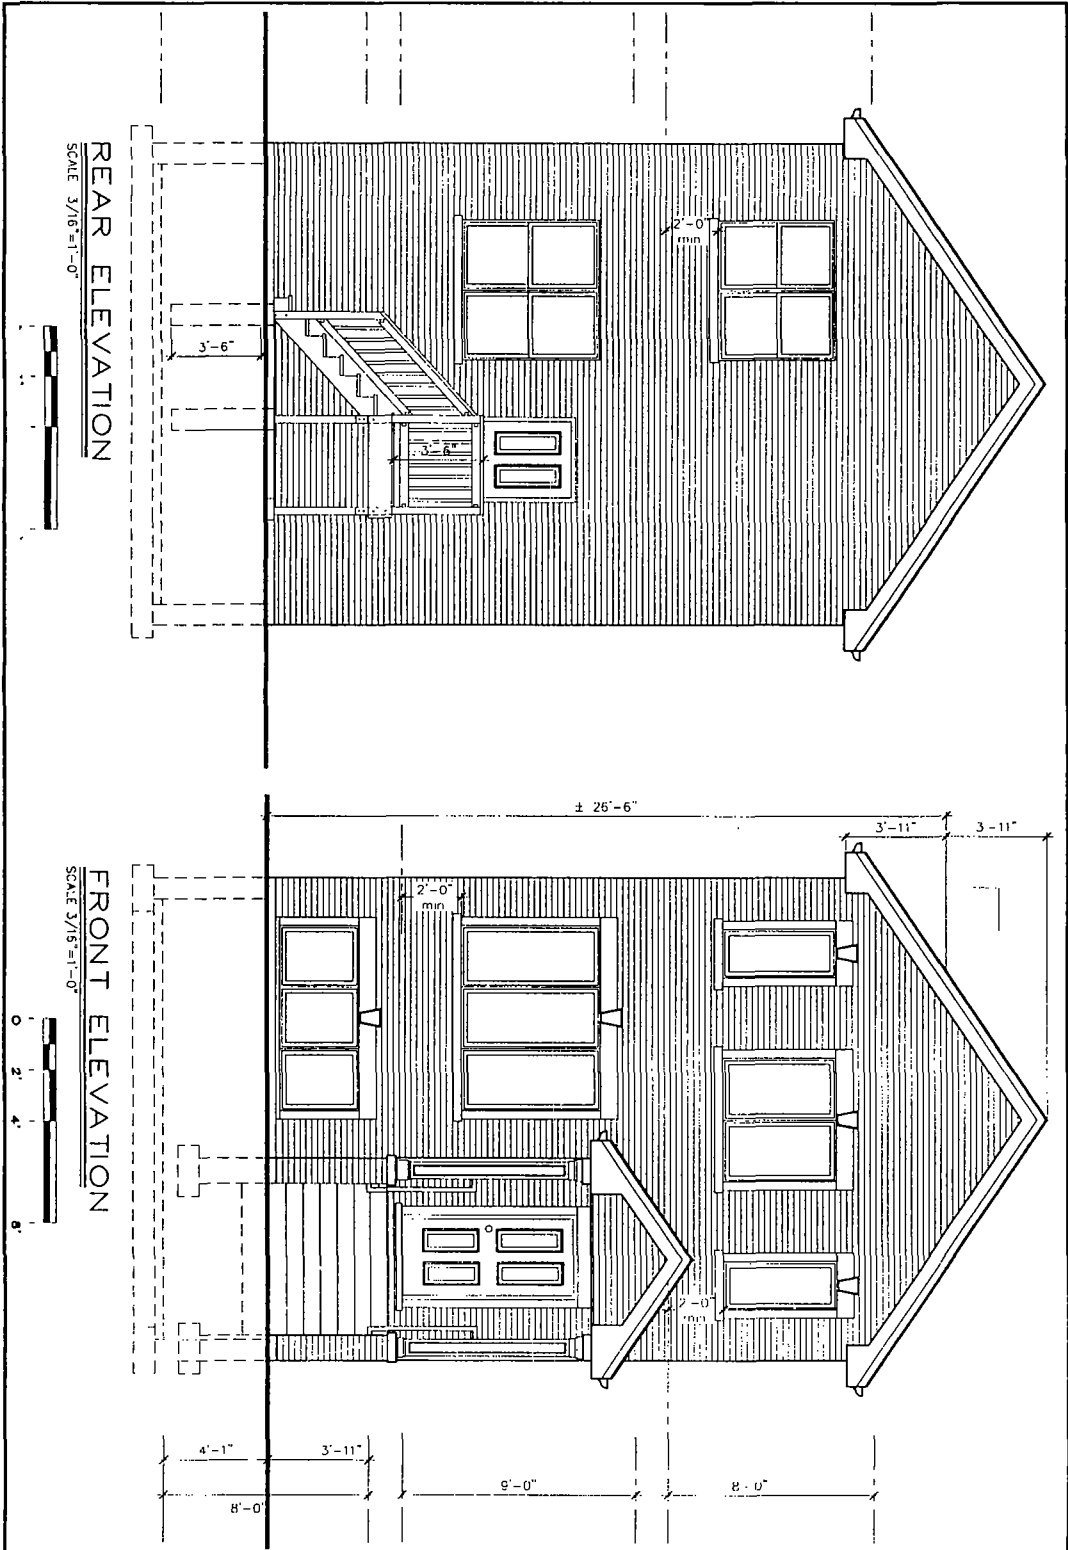 REAR ELEVATION
SCALE 3/16"=1'-0"
2'-0"
min
3'-6"
3'-6"
FRONT ELEVATION
SCALE 3/16"=1'-0"
± 26'-6"
3'-11"
3-11"
2'-0"
min
2'-0"
min
4'-1"
3'-11"
8'-0"
9'-0"
8-0"
0 2' 4' 8'